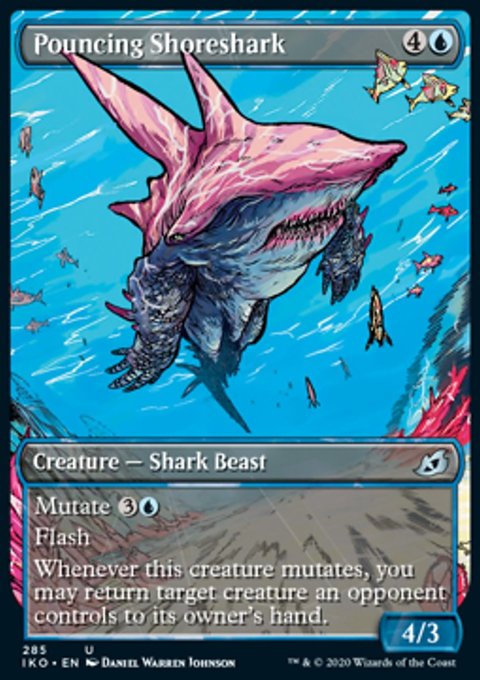 Pouncing Shoreshark 4
Creature — Shark Beast
Mutate 3
Flash
Whenever this creature mutates, you
may return target creature an opponent
controls to its owner's hand.
4/3
285 U
IKO • EN Daniel Warren Johnson ™ & © 2020 Wizards of the Coast